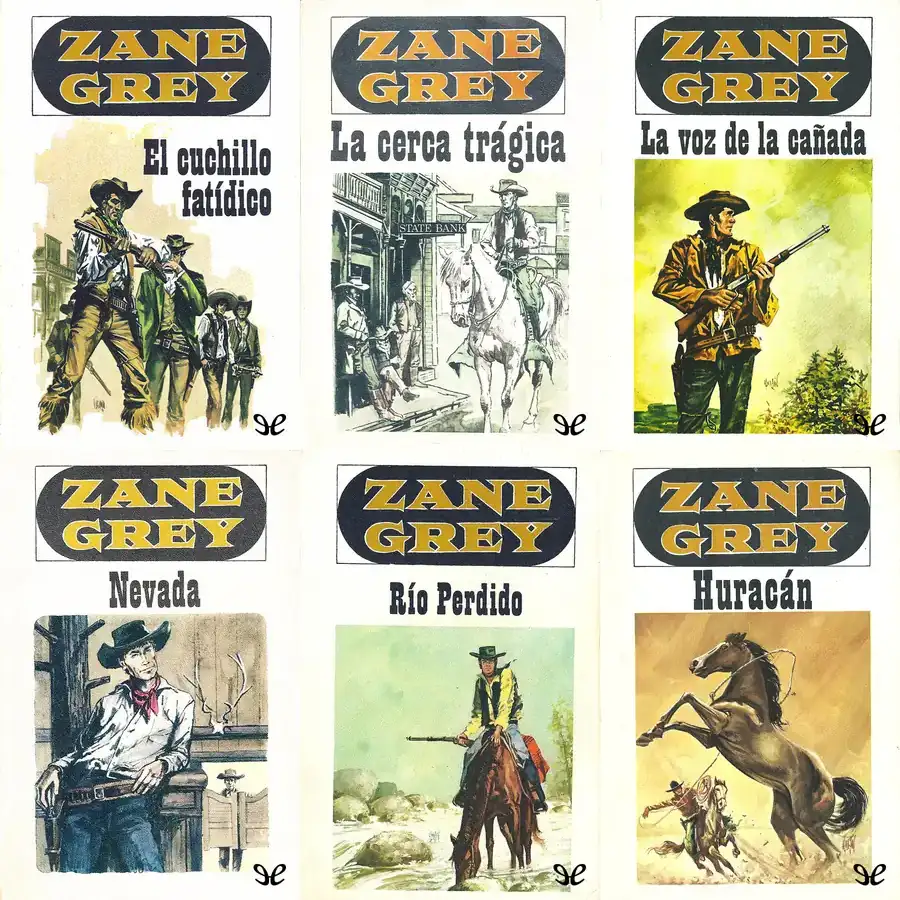 ZANE
GREY
El cuchillo
fatídico
ZANE
GREY
La cerca trágica
STATE BANK
ZANE
GREY
La voz de la cañada
ZANE
GREY
Nevada
ZANE
GREY
Río Perdido
ZANE
GREY
Huracán